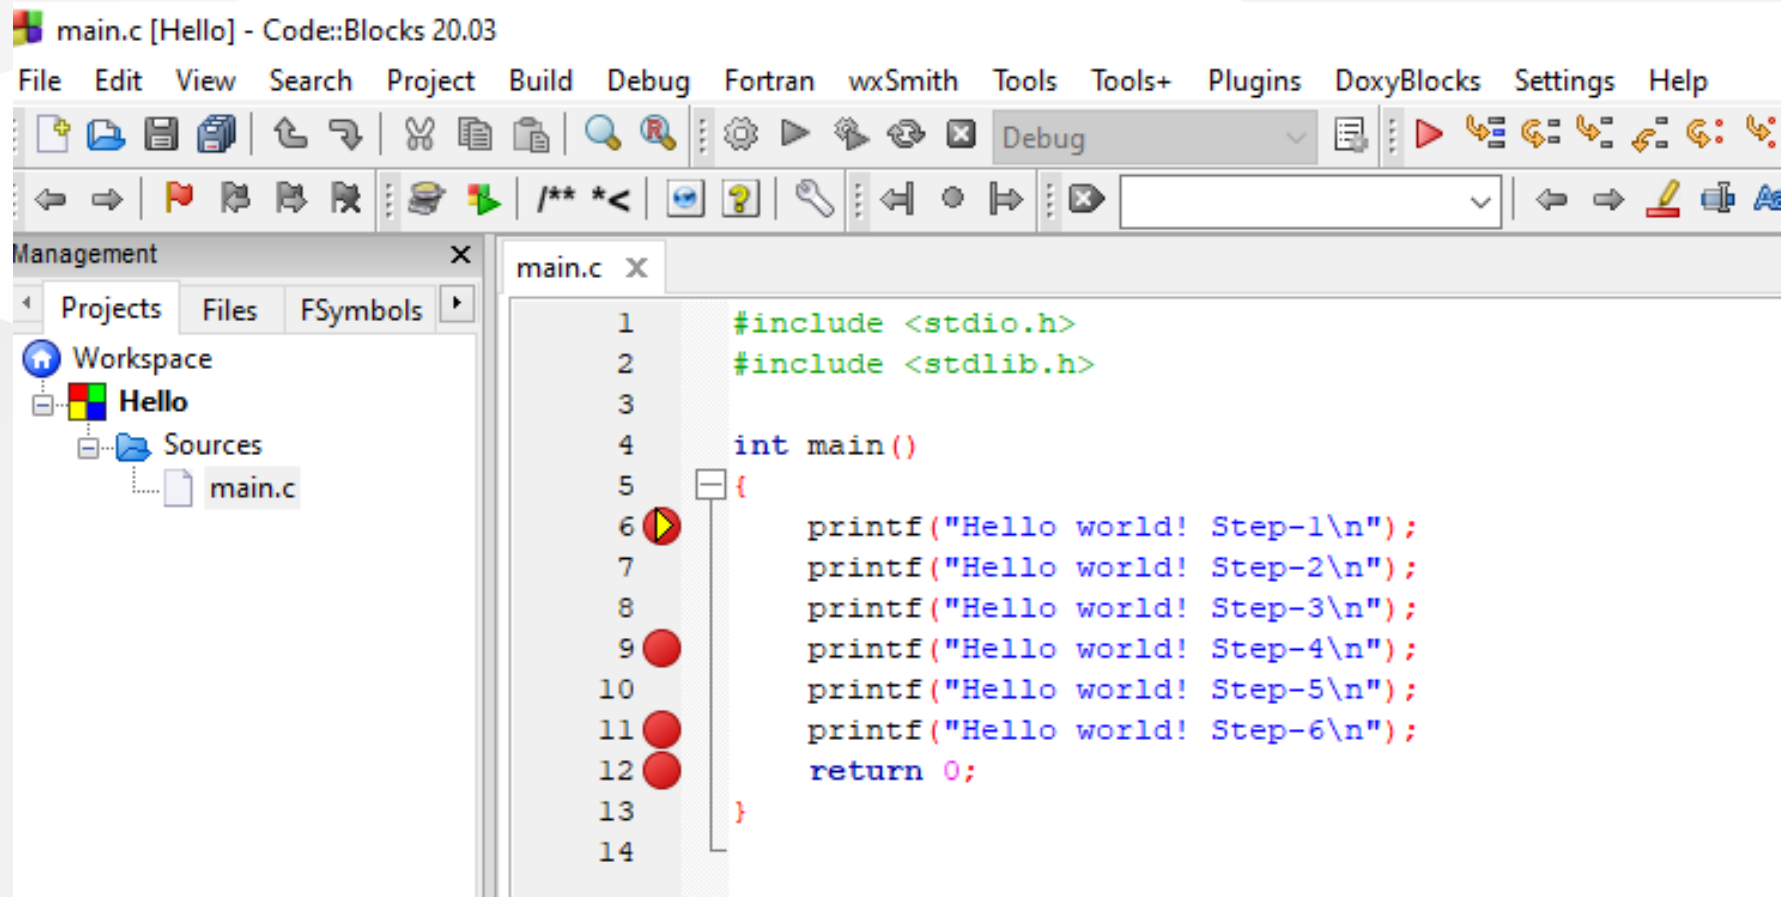 main.c [Hello] - Code::Blocks 20.03
File Edit View Search Project Build Debug Fortran wxSmith Tools Tools+ Plugins DoxyBlocks Settings Help
Debug
/** *<
Management
main.c
Projects Files FSymbols
Workspace
Hello
Sources
main.c
1 #include <stdio.h>
2 #include <stdlib.h>
3
4 int main()
5 {
6 printf("Hello world! Step-1\n");
7 printf("Hello world! Step-2\n");
8 printf("Hello world! Step-3\n");
9 printf("Hello world! Step-4\n");
10 printf("Hello world! Step-5\n");
11 printf("Hello world! Step-6\n");
12 return 0;
13 }
14